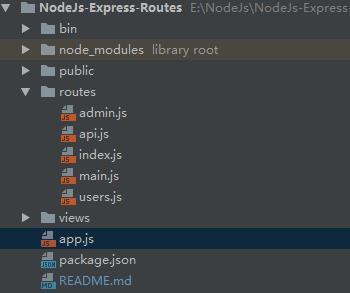 NodeJs-Express-Routes E:\NodeJs\NodeJs-Express-
bin
node_modules library root
public
routes
admin.js
api.js
index.js
main.js
users.js
views
app.js
package.json
README.md